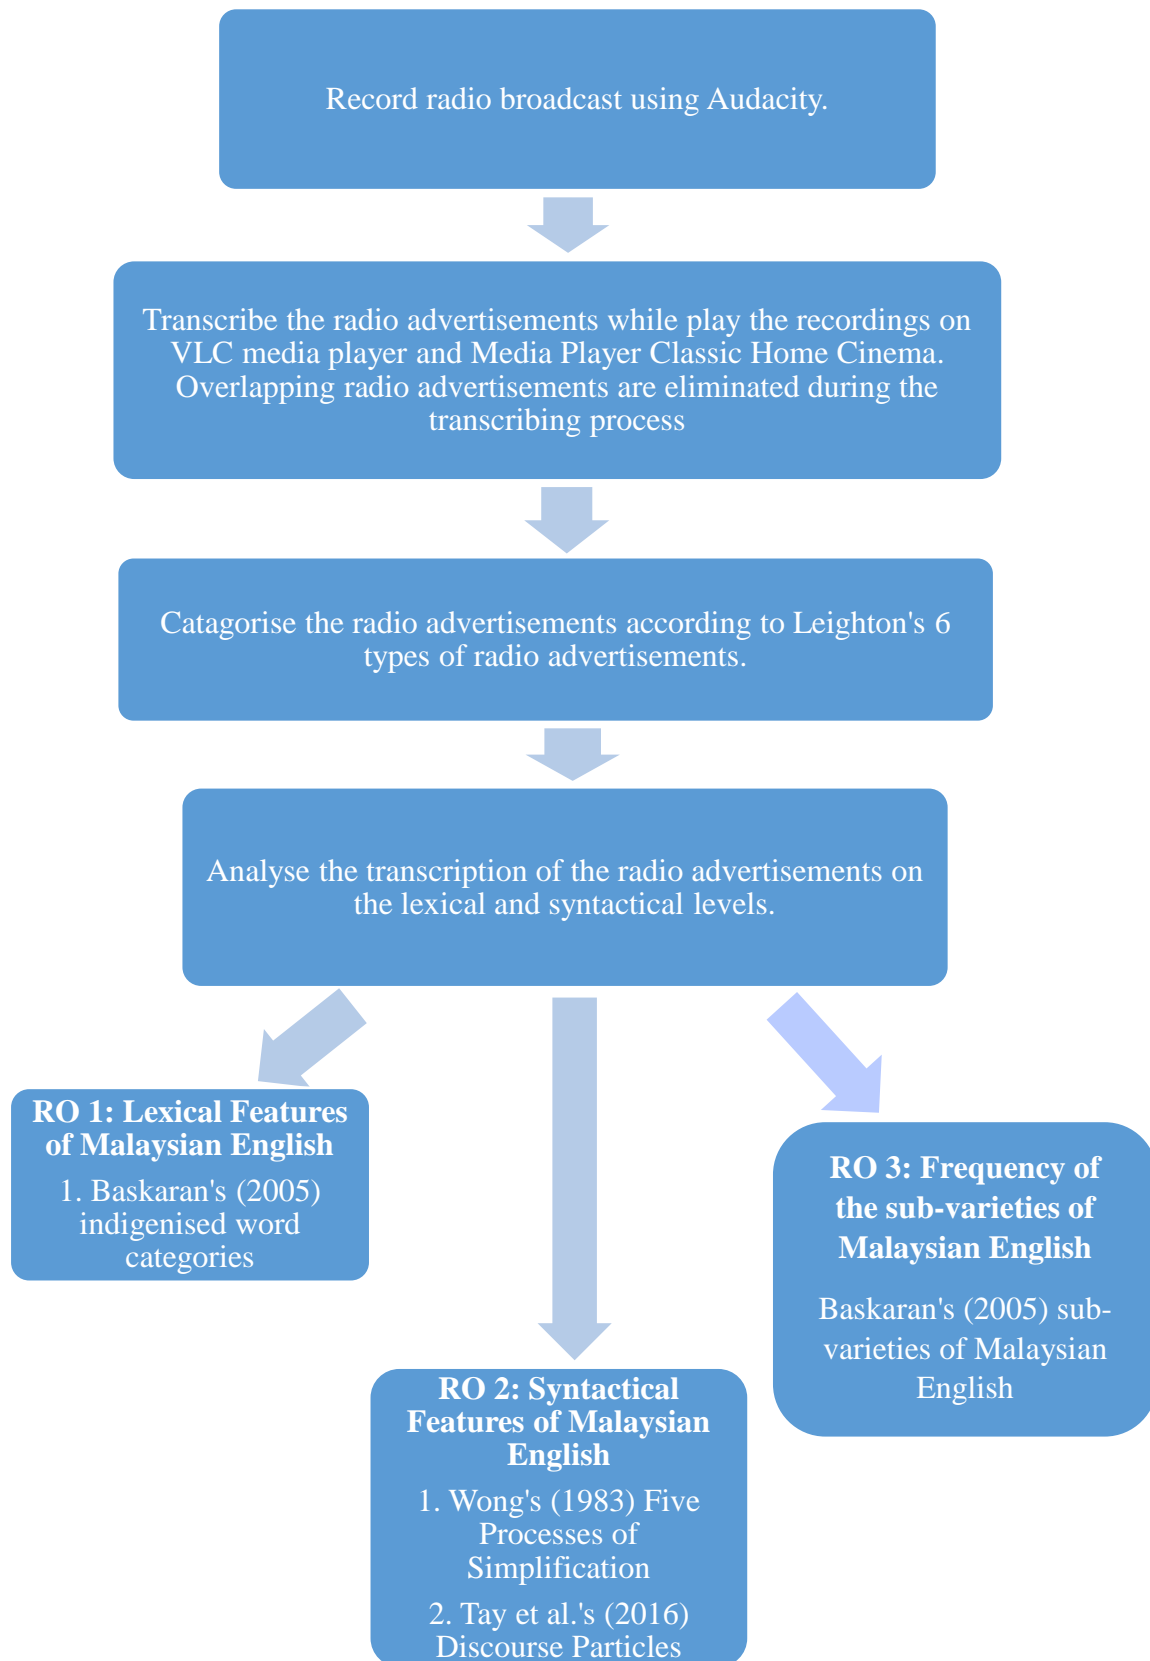 Record radio broadcast using Audacity.
Transcribe the radio advertisements while play the recordings on
VLC media player and Media Player Classic Home Cinema.
Overlapping radio advertisements are eliminated during the
transcribing process
Catagorise the radio advertisements according to Leighton's 6
types of radio advertisements.
Analyse the transcription of the radio advertisements on
the lexical and syntactical levels.
RO 1: Lexical Features
of Malaysian English
1. Baskaran's (2005)
indigenised word
categories
RO 2: Syntactical
Features of Malaysian
English
1. Wong's (1983) Five
Processes of
Simplification
2. Tay et al.'s (2016)
Discourse Particles
RO 3: Frequency of
the sub-varieties of
Malaysian English
Baskaran's (2005) sub-
varieties of Malaysian
English